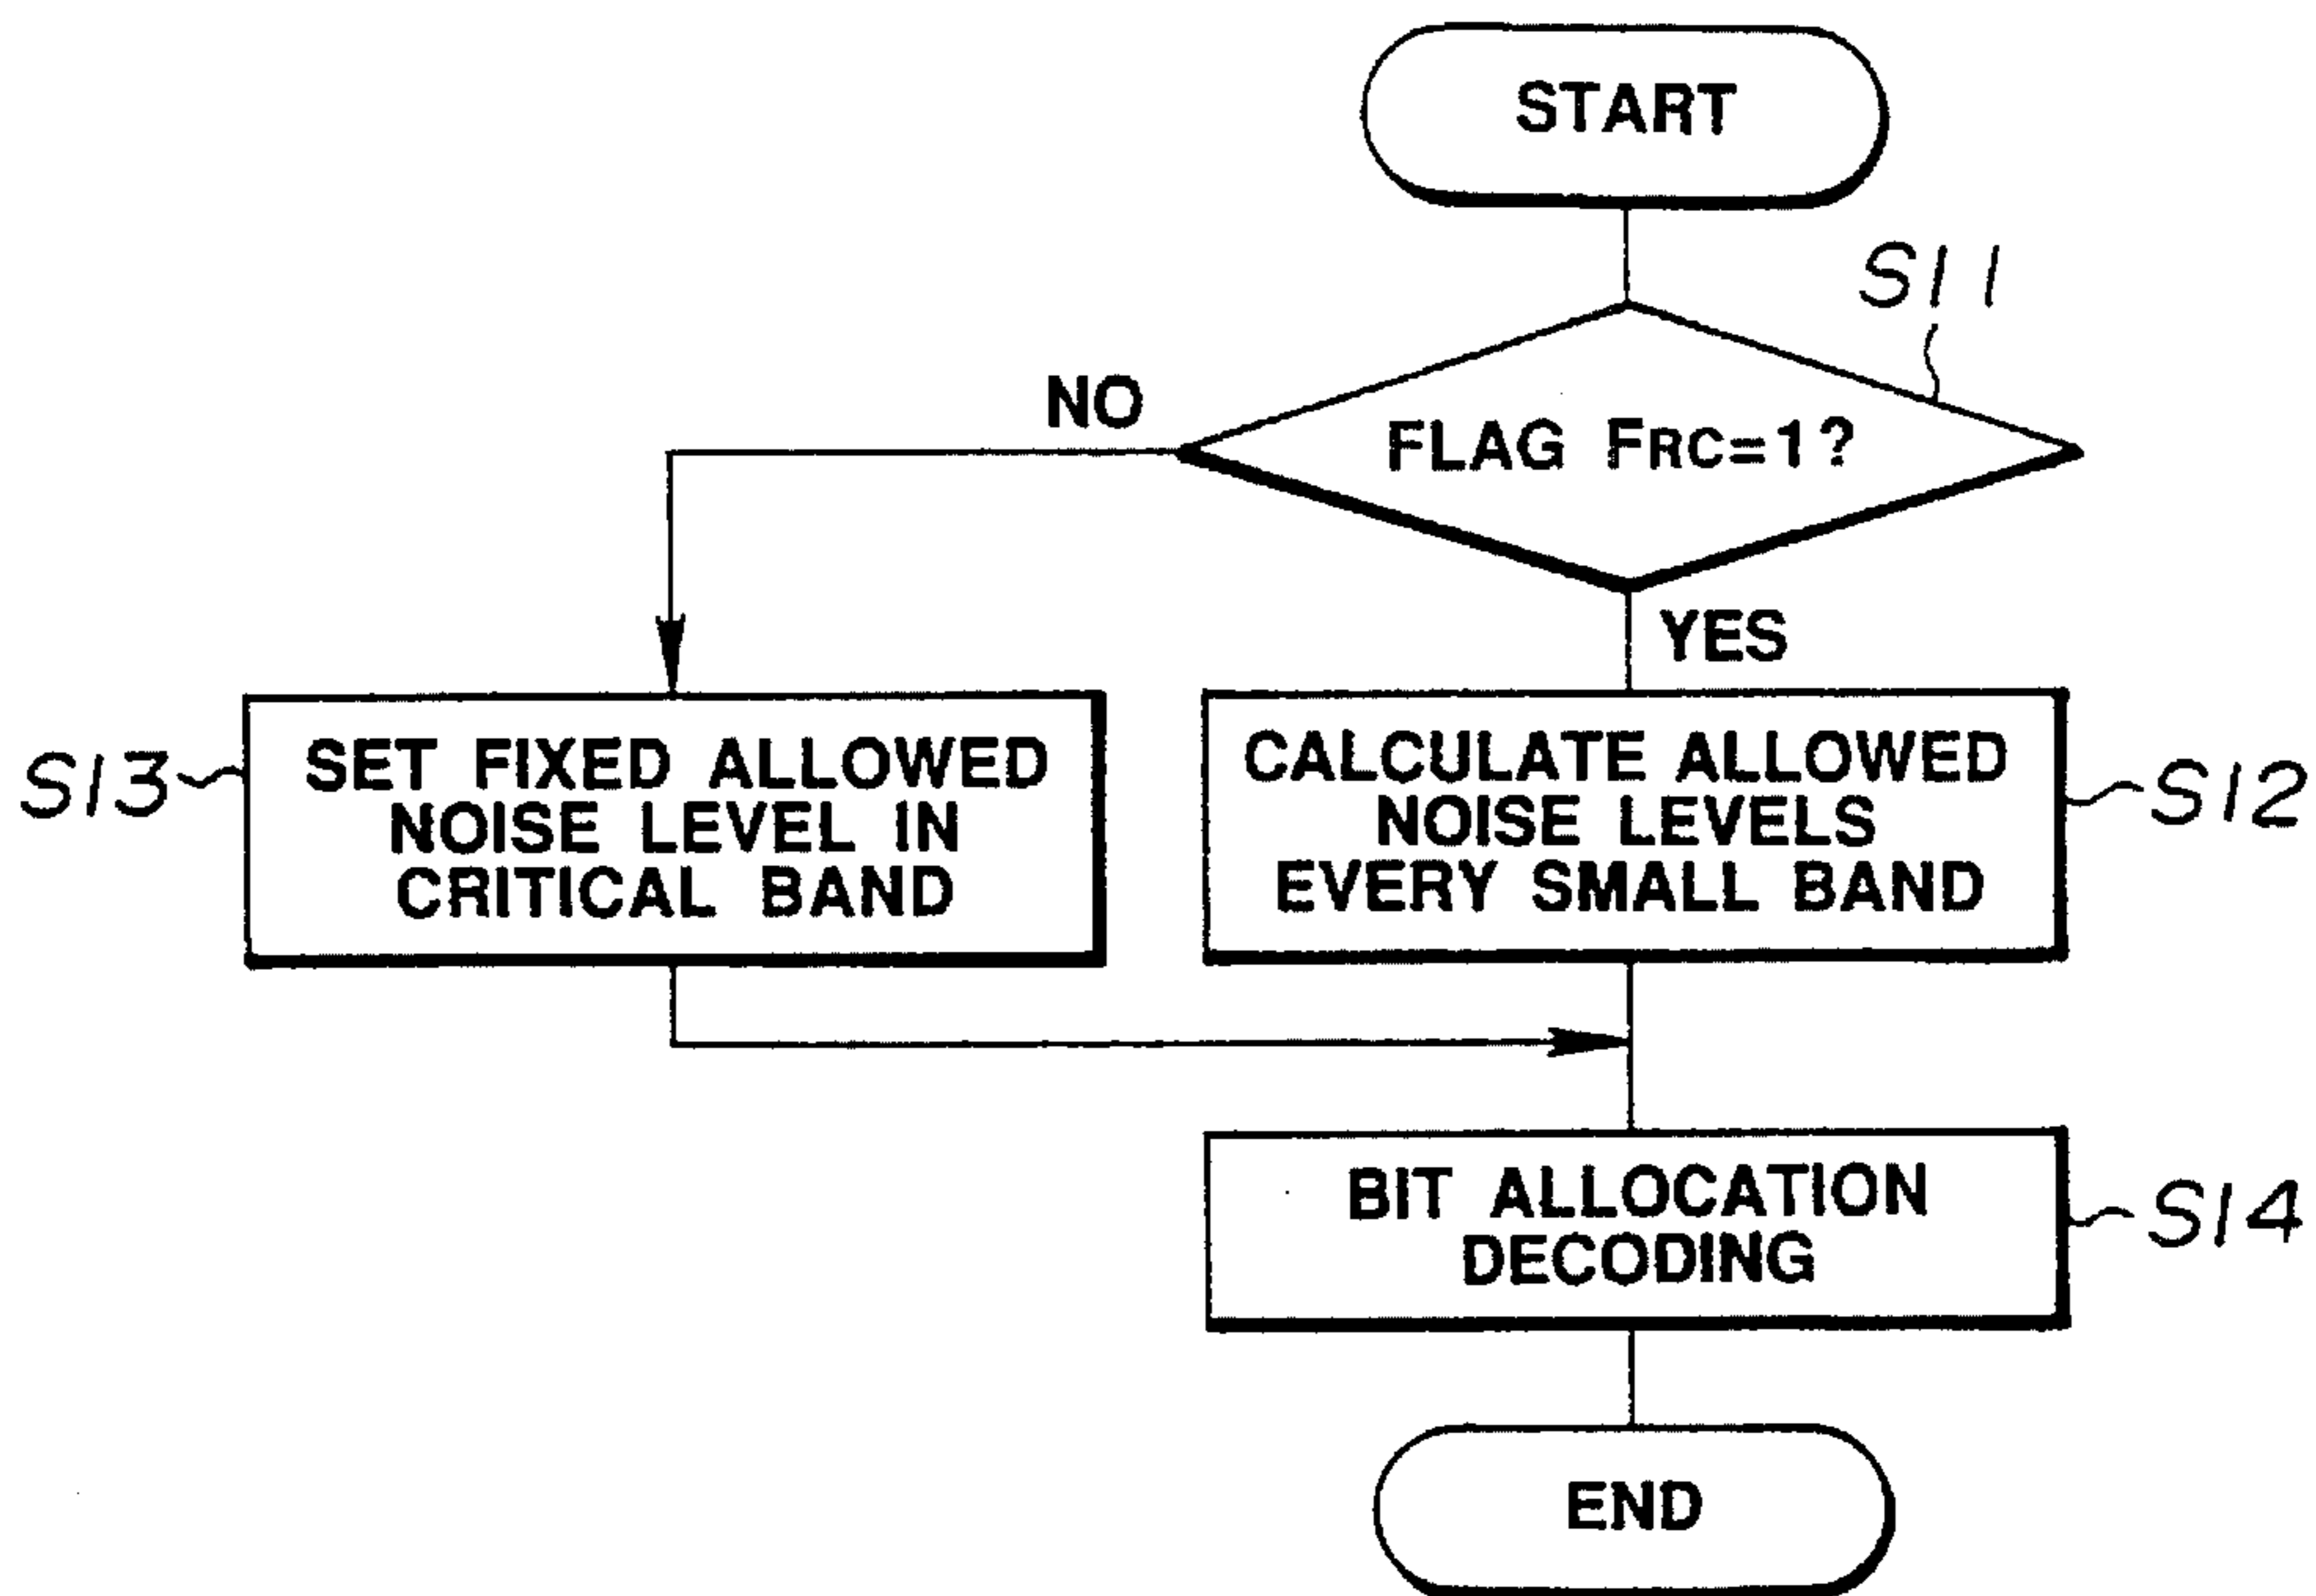 START
S11
FLAG FRC=1?
NO
YES
S13
SET FIXED ALLOWED
NOISE LEVEL IN
CRITICAL BAND
CALCULATE ALLOWED
NOISE LEVELS
EVERY SMALL BAND
S12
BIT ALLOCATION
DECODING
S14
END